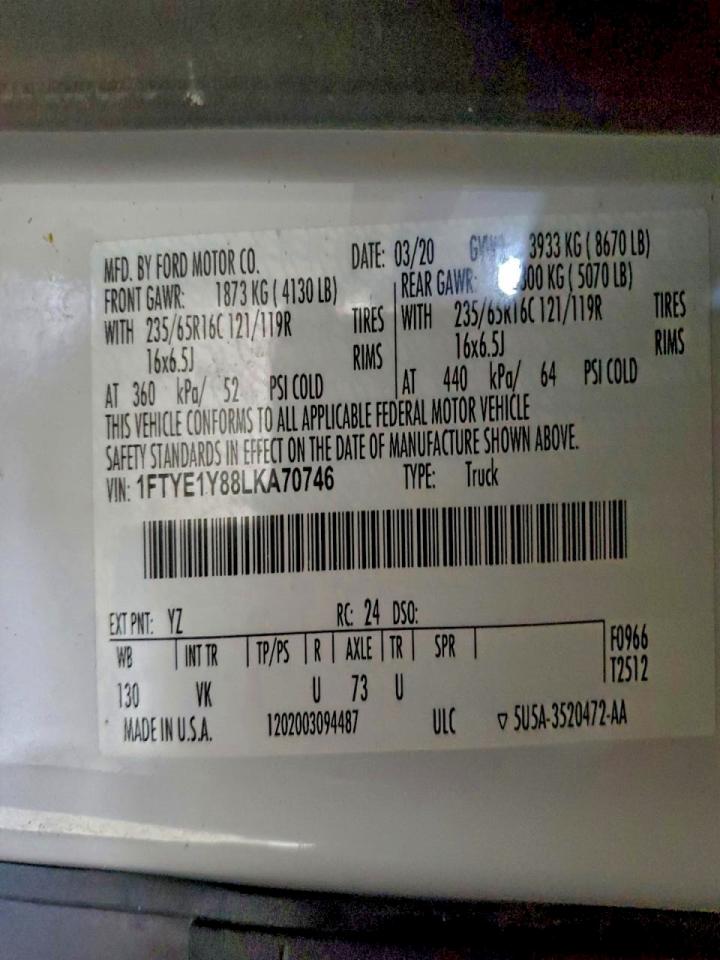 MFD. BY FORD MOTOR CO. DATE: 03/20 3933 KG ( 8670 LB)
FRONT GAWR: 1873 KG ( 4130 LB) REAR GAWR: KG ( 5070 LB)
WITH 235/65R16C 121/119R TIRES WITH 235/65R16C 121/119R TIRES
16x6.5J RIMS 16x6.5J RIMS
AT 360 kPa/ 52 PSI COLD AT 440 kPa/ 64 PSI COLD
THIS VEHICLE CONFORMS TO ALL APPLICABLE FEDERAL MOTOR VEHICLE
SAFETY STANDARDS IN EFFECT ON THE DATE OF MANUFACTURE SHOWN ABOVE.
VIN: 1FTYE1Y88LKA70746 TYPE: Truck
EXT PNT: YZ RC: 24 DSO:
WB INT TR TP/PS R AXLE TR SPR F0966
T2512
130 VK U 73 U
MADE IN U.S.A. 1202003094487 ULC ▽ 5U5A-3520472-AA